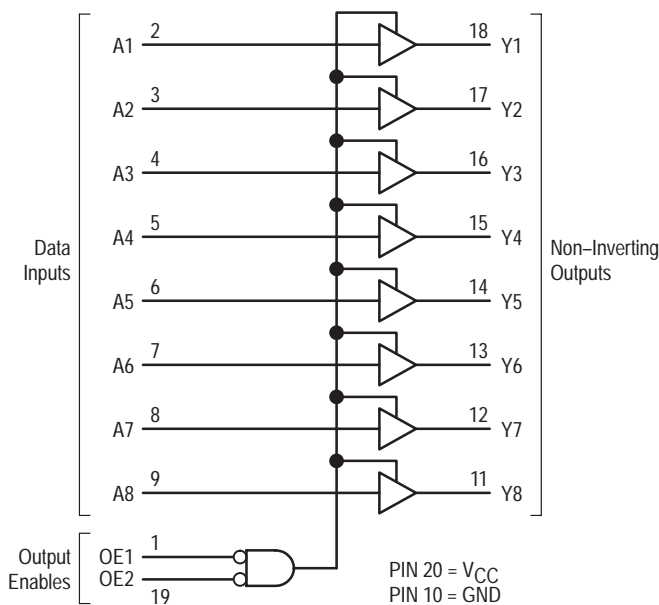 A1 2 18 Y1
A2 3 17 Y2
A3 4 16 Y3
A4 5 15 Y4
Data Inputs
Non–Inverting Outputs
A5 6 14 Y5
A6 7 13 Y6
A7 8 12 Y7
A8 9 11 Y8
Output Enables
OE1 1
OE2 19
PIN 20 = VCC
PIN 10 = GND